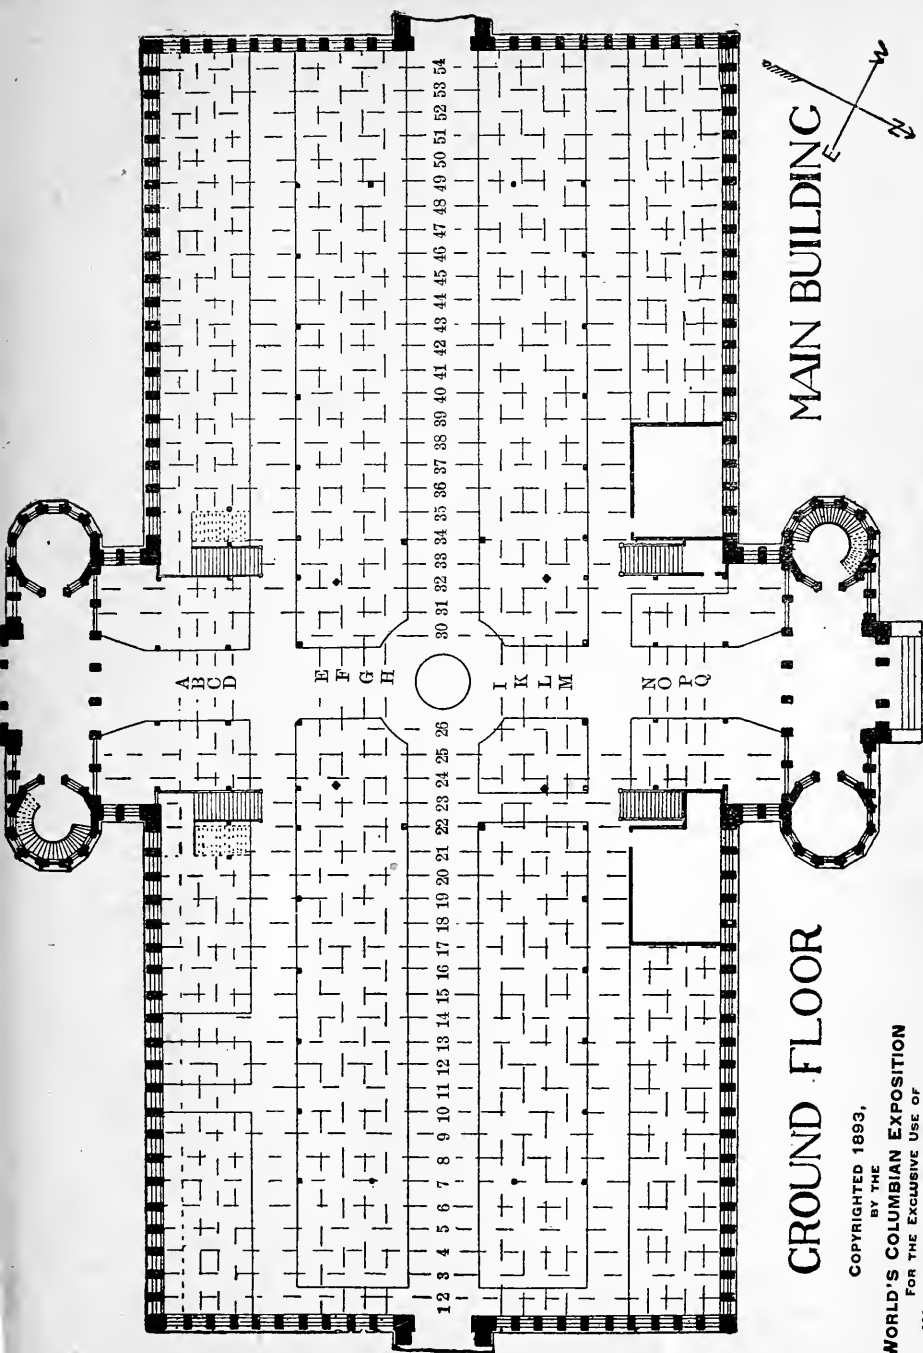 A
B
C
D
E
F
G
H
1 2 3 4 5 6 7 8 9 10 11 12 13 14 15 16 17 18 19 20 21 22 23 24 25 26 30 31 32 33 34 35 36 37 38 39 40 41 42 43 44 45 46 47 48 49 50 51 52 53 54
I
K
L
M
N
O
P
Q
GROUND FLOOR MAIN BUILDING
E
W
N
COPYRIGHTED 1893,
BY THE
WORLD'S COLUMBIAN EXPOSITION
FOR THE EXCLUSIVE USE OF